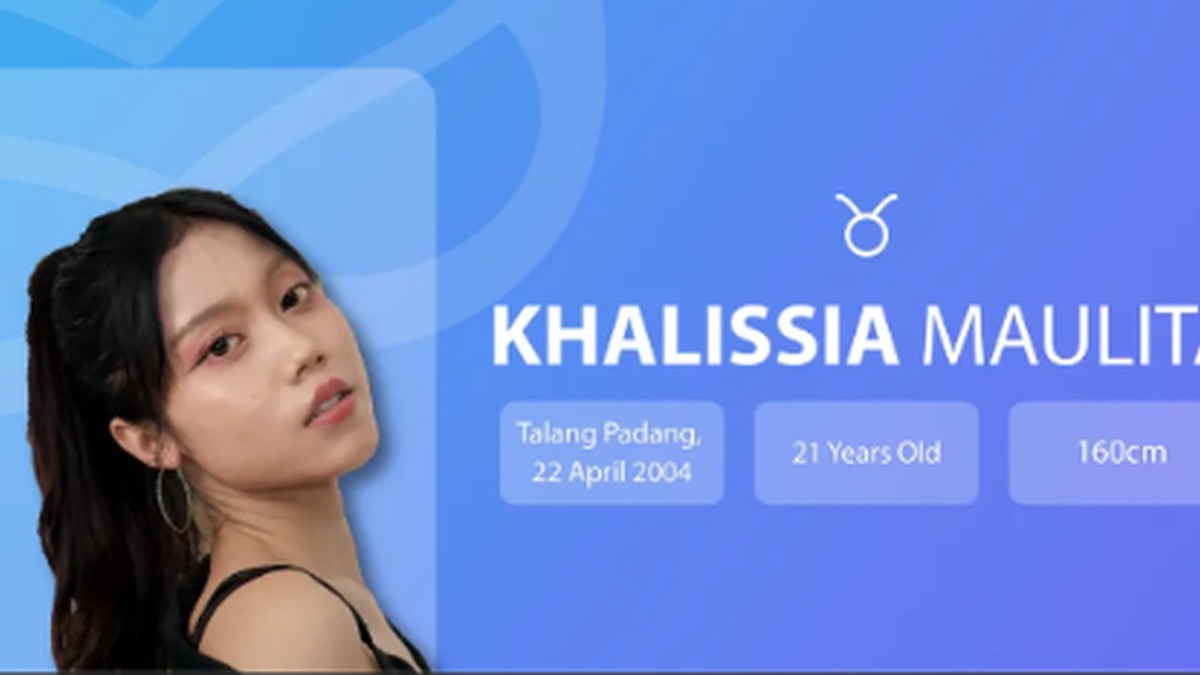 KHALISSIA MAULITA
Talang Padang,
22 April 2004
21 Years Old
160cm